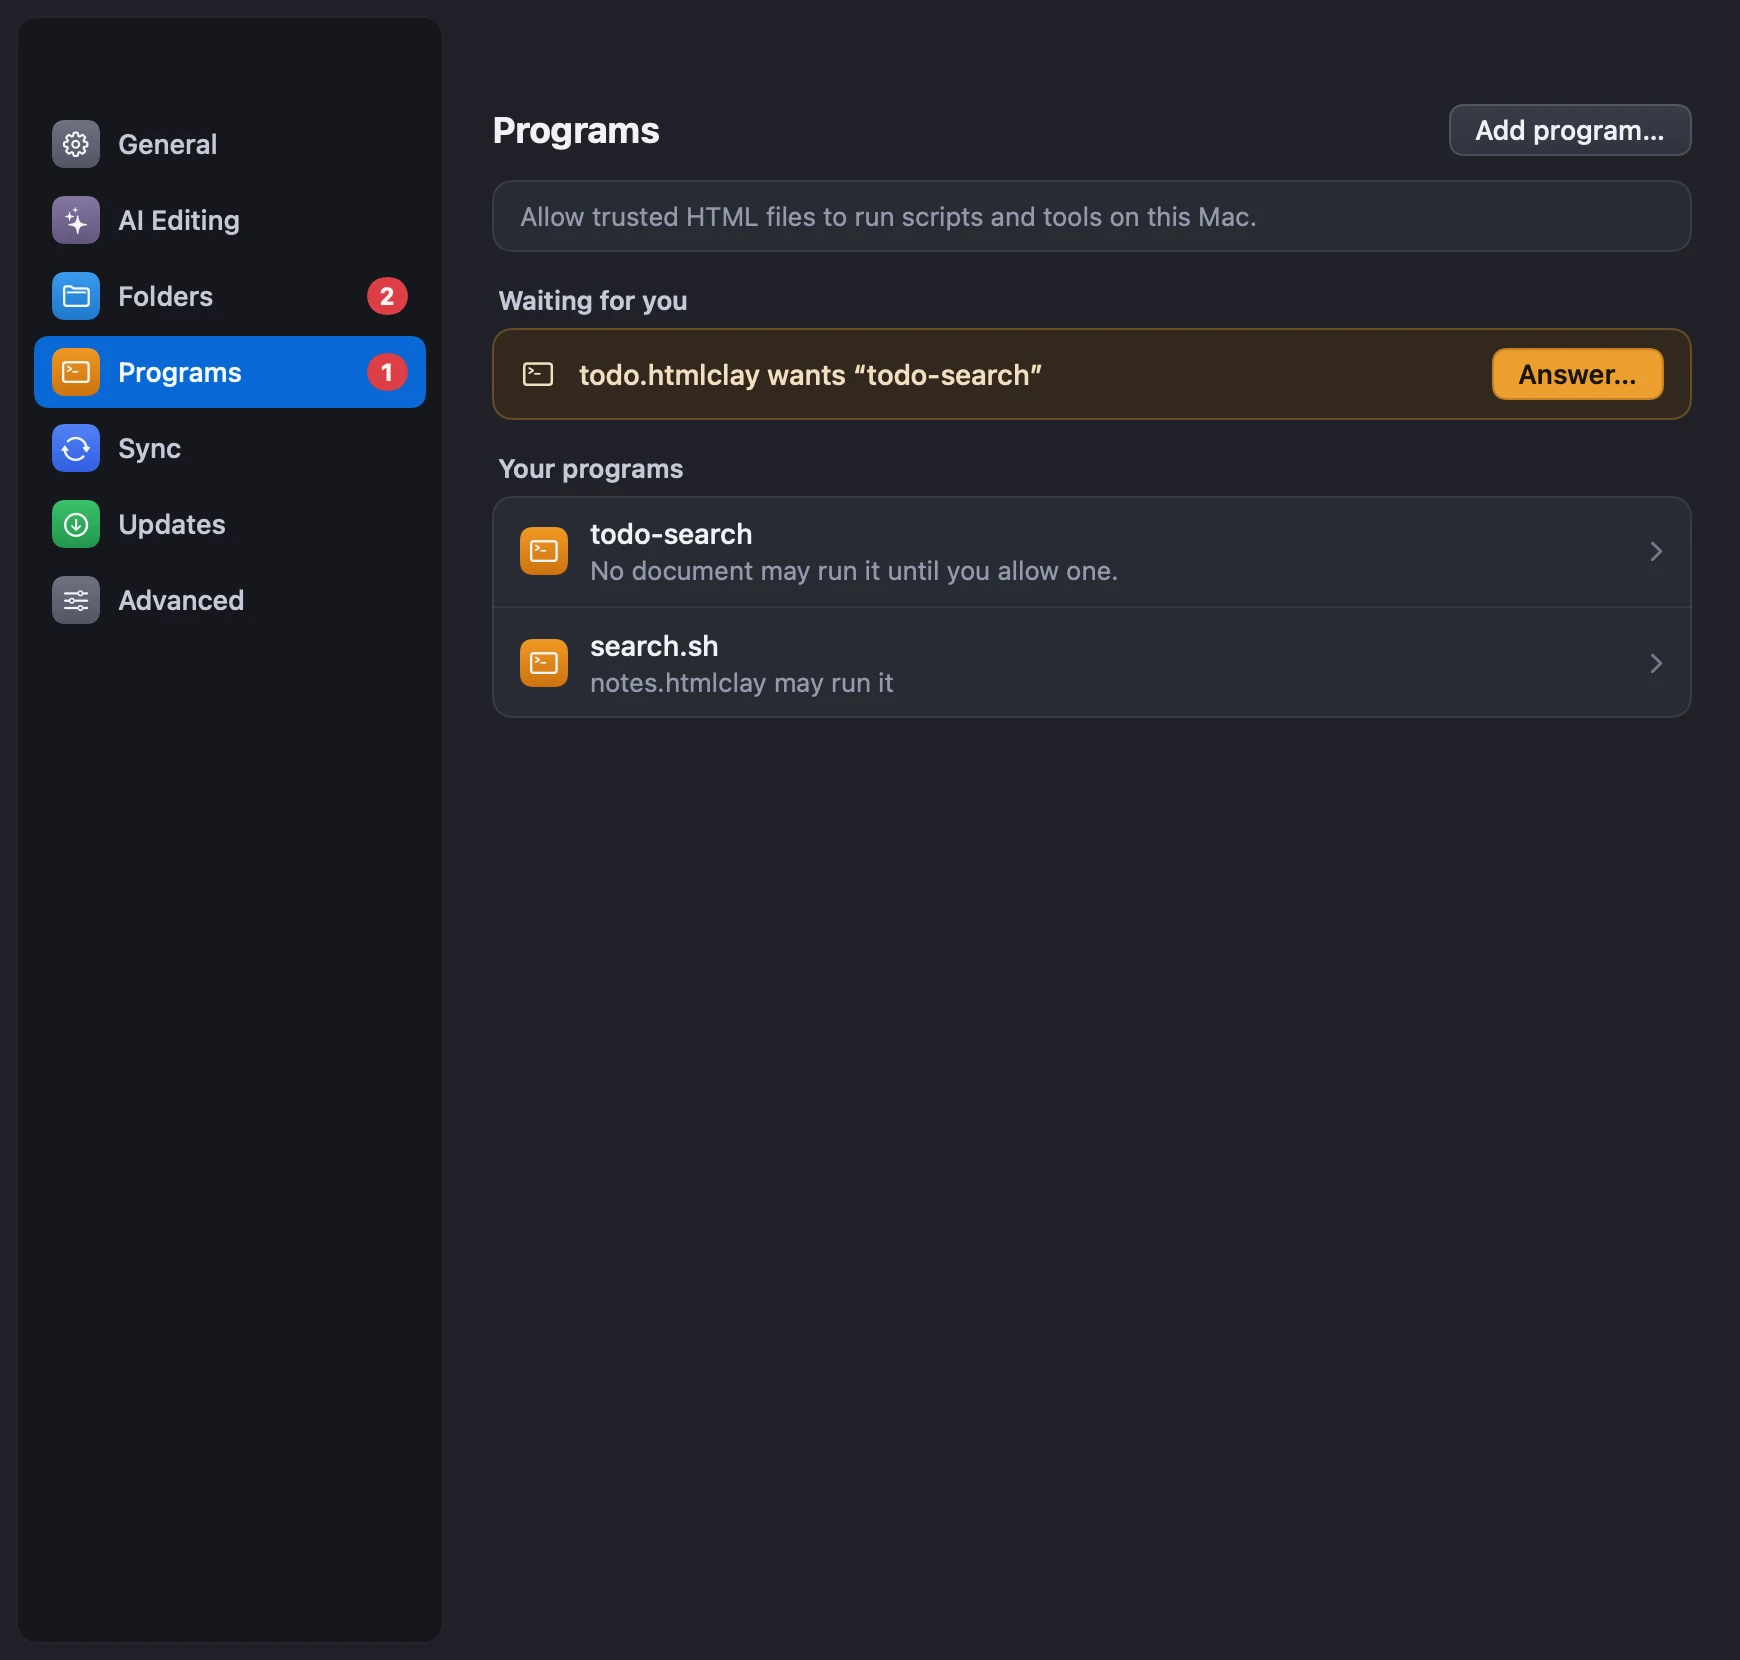 General
AI Editing
Folders
2
Programs
1
Sync
Updates
Advanced
Programs
Add program...
Allow trusted HTML files to run scripts and tools on this Mac.
Waiting for you
todo.htmlclay wants “todo-search”
Answer...
Your programs
todo-search
No document may run it until you allow one.
search.sh
notes.htmlclay may run it